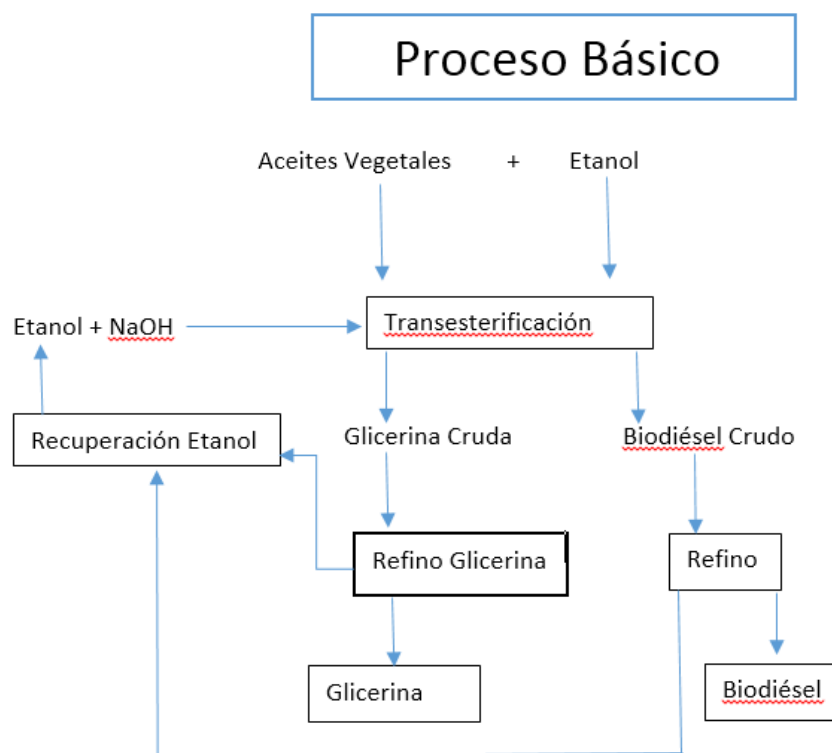 Proceso Básico
Aceites Vegetales + Etanol
Etanol + NaOH
Transesterificación
Recuperación Etanol
Glicerina Cruda
Biodiésel Crudo
Refino Glicerina
Refino
Glicerina
Biodiésel